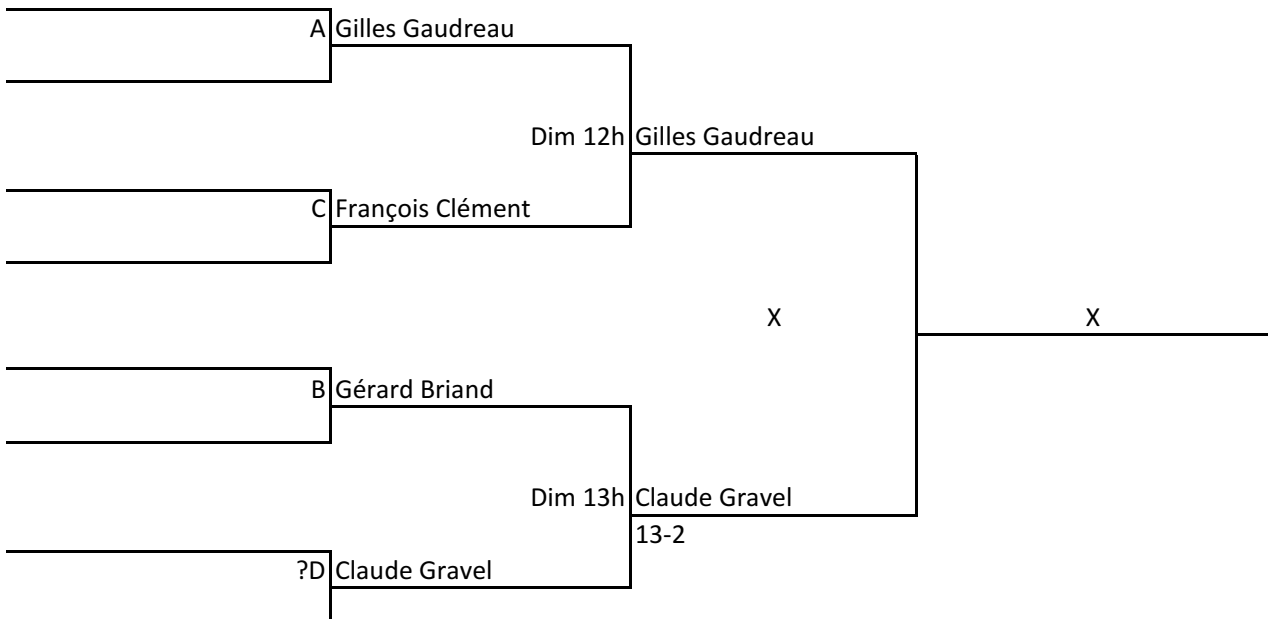 A Gilles Gaudreau
Dim 12h Gilles Gaudreau
C François Clément
X X
B Gérard Briand
Dim 13h Claude Gravel
13-2
?D Claude Gravel